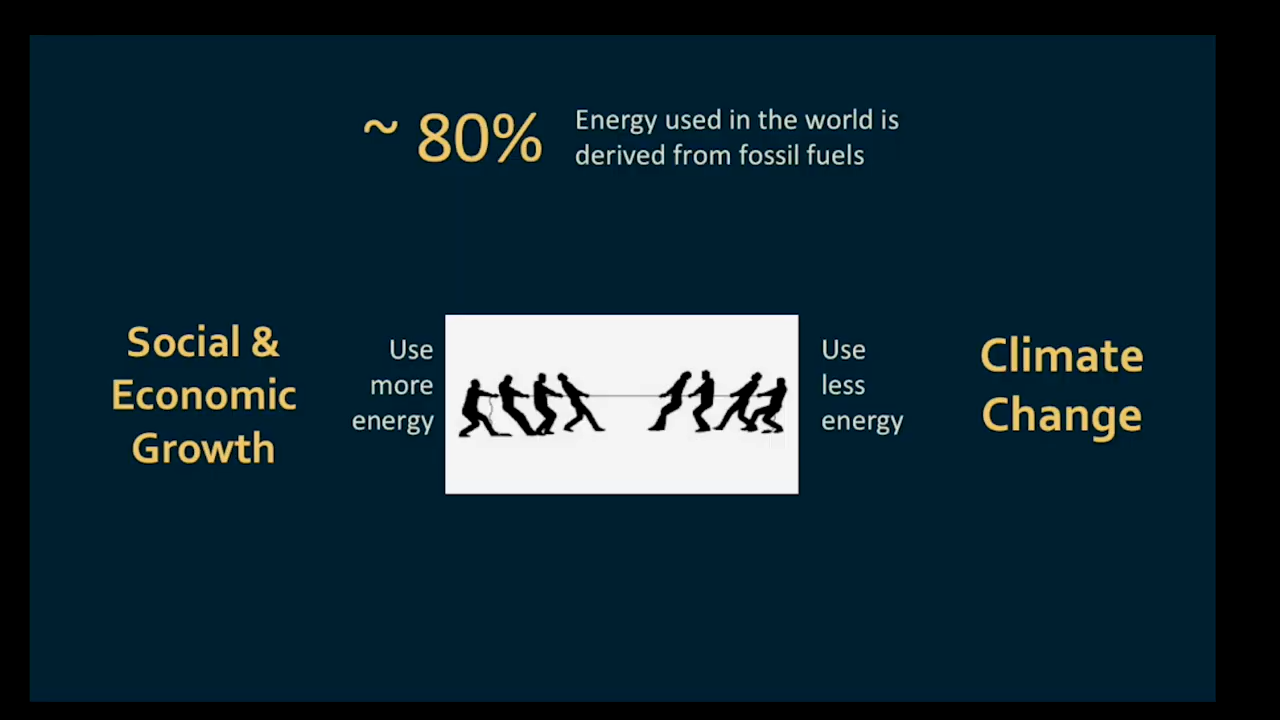 ~ 80%
Energy used in the world is
derived from fossil fuels
Social &
Economic
Growth
Use
more
energy
Use
less
energy
Climate
Change